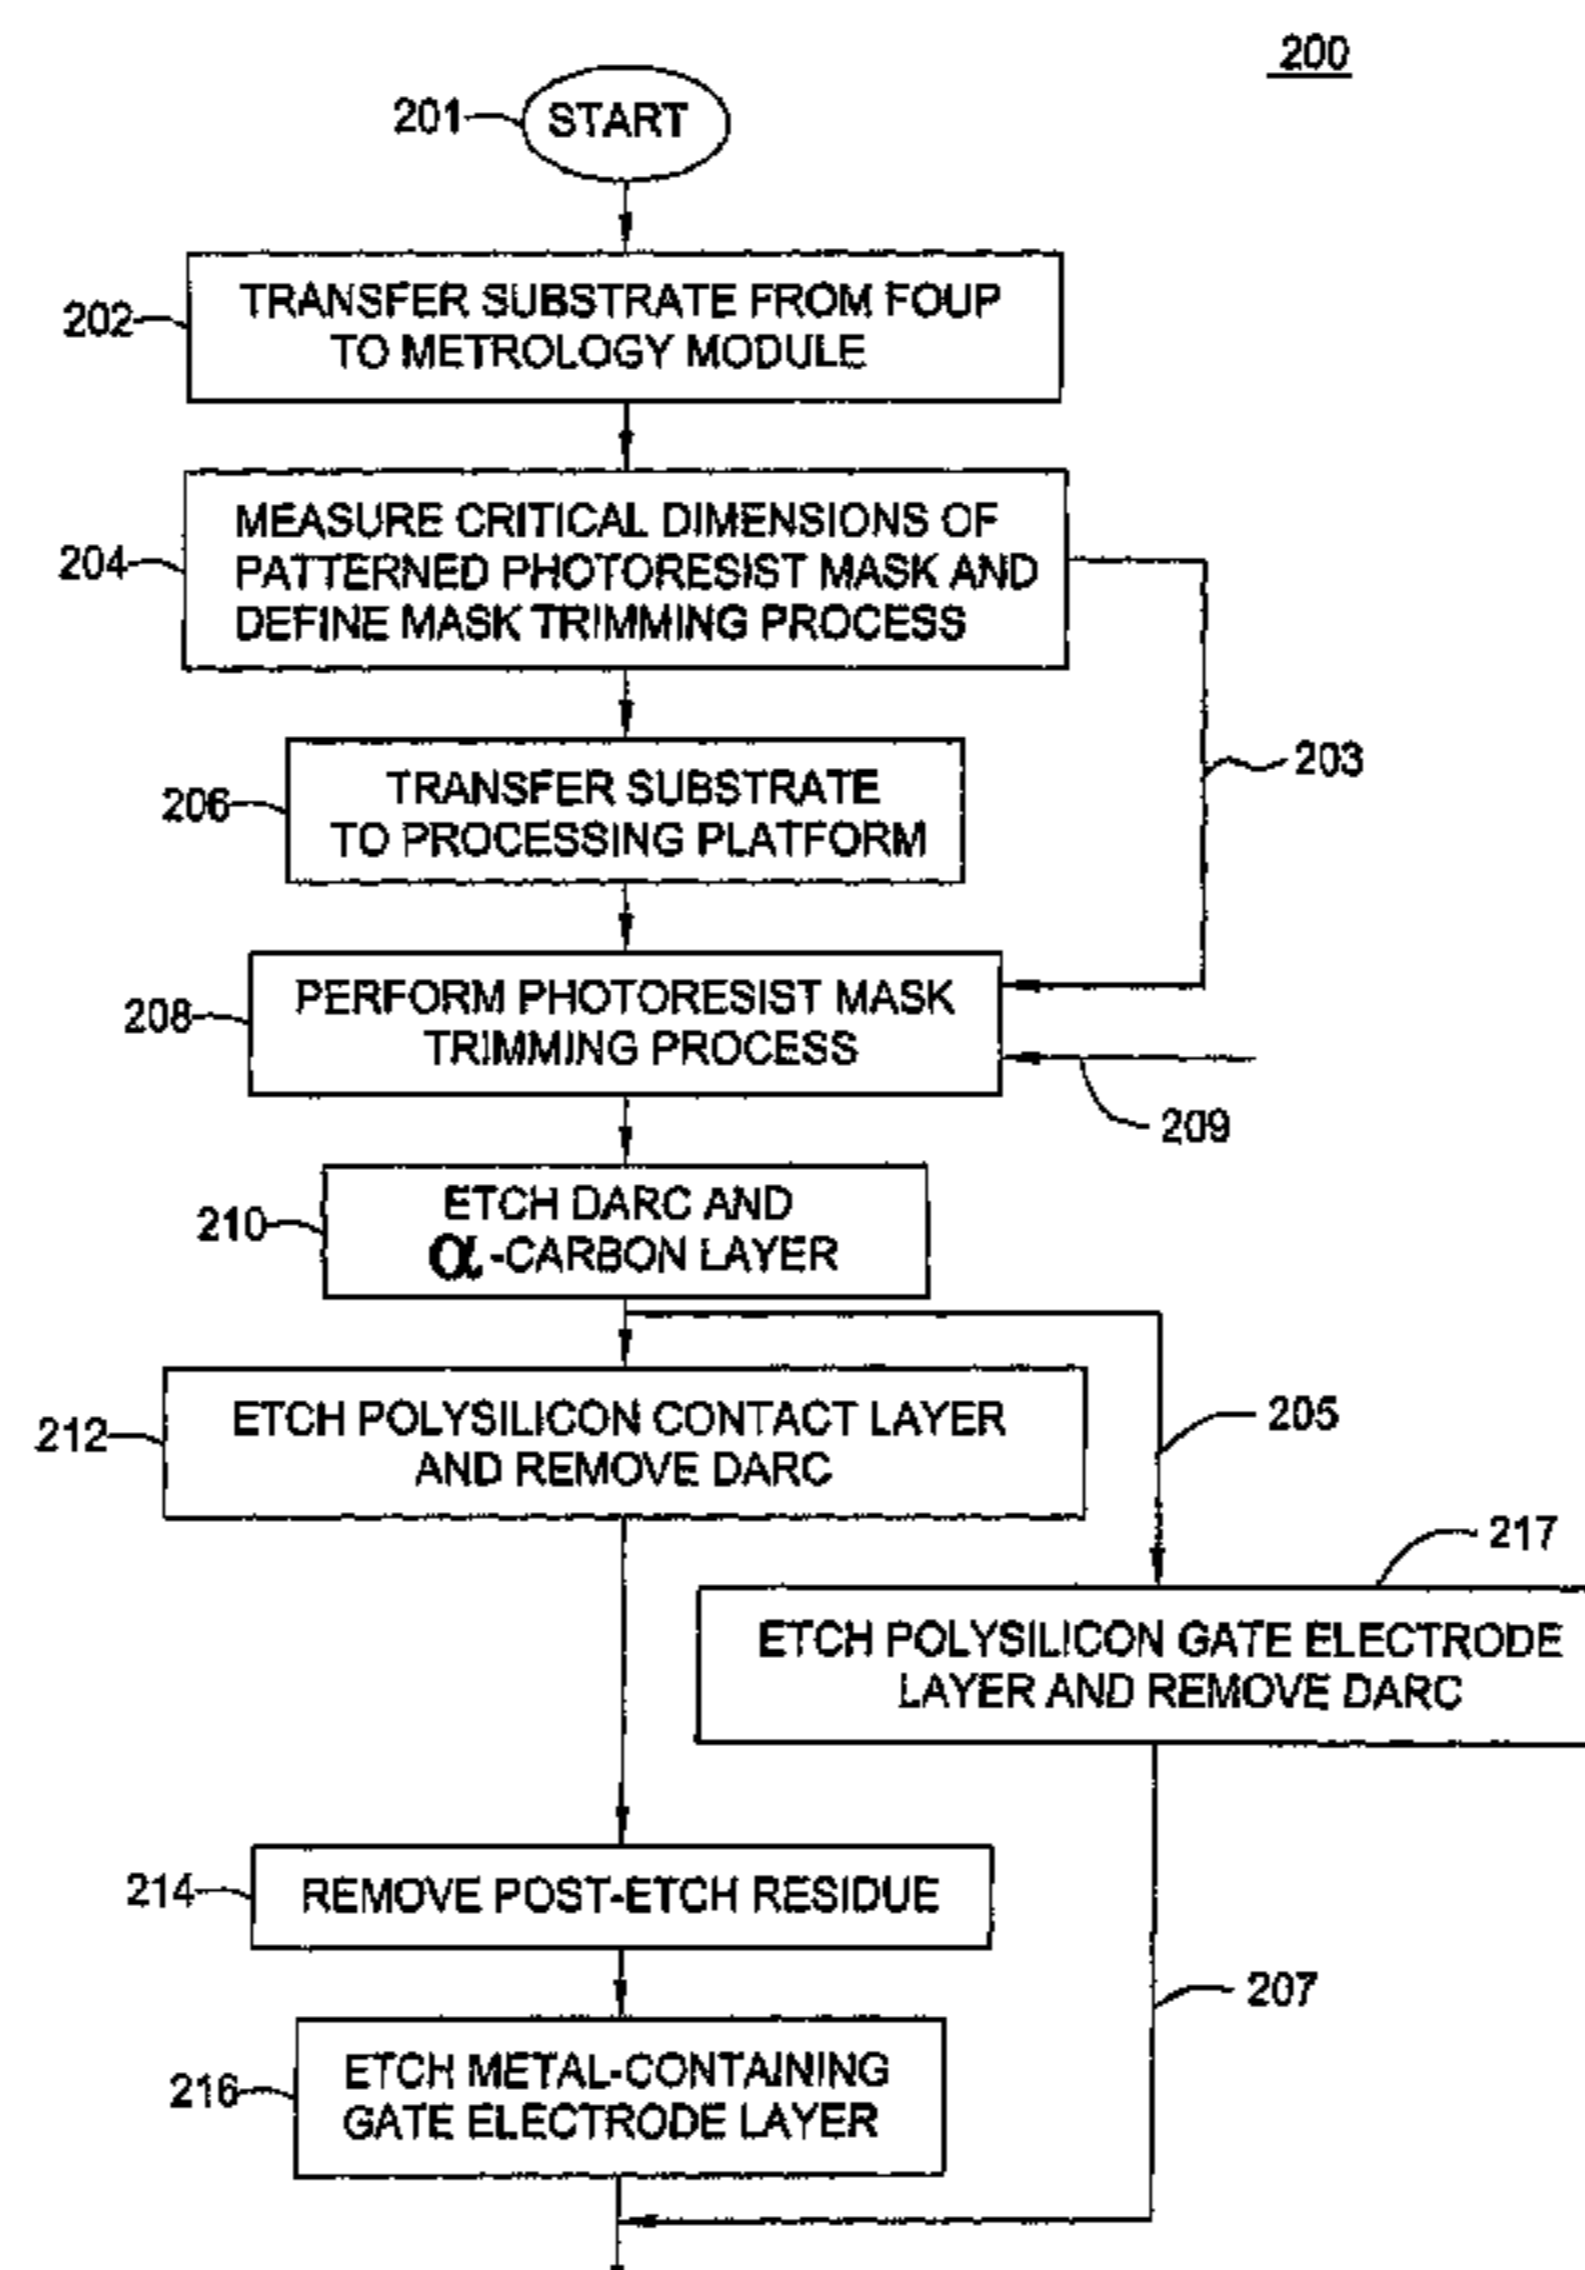 200
201
START
202
TRANSFER SUBSTRATE FROM FOUP
TO METROLOGY MODULE
204
MEASURE CRITICAL DIMENSIONS OF
PATTERNED PHOTORESIST MASK AND
DEFINE MASK TRIMMING PROCESS
203
206
TRANSFER SUBSTRATE
TO PROCESSING PLATFORM
208
PERFORM PHOTORESIST MASK
TRIMMING PROCESS
209
210
ETCH DARC AND
α-CARBON LAYER
212
ETCH POLYSILICON CONTACT LAYER
AND REMOVE DARC
205
217
ETCH POLYSILICON GATE ELECTRODE
LAYER AND REMOVE DARC
214
REMOVE POST-ETCH RESIDUE
207
216
ETCH METAL-CONTAINING
GATE ELECTRODE LAYER